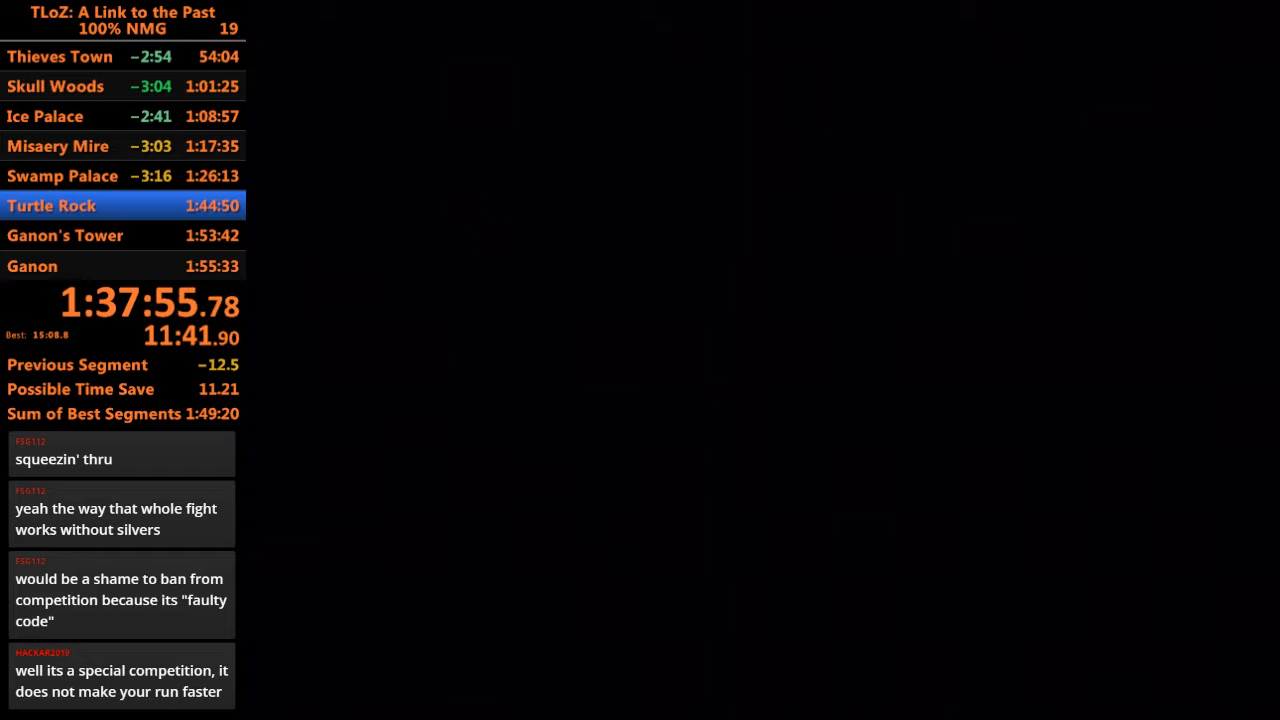 TLoZ: A Link to the Past
100% NMG 19
Thieves Town −2:54 54:04
Skull Woods −3:04 1:01:25
Ice Palace −2:41 1:08:57
Misaery Mire −3:03 1:17:35
Swamp Palace −3:16 1:26:13
Turtle Rock 1:44:50
Ganon's Tower 1:53:42
Ganon 1:55:33
1:37:55.78
Best: 15:08.8 11:41.90
Previous Segment −12.5
Possible Time Save 11.21
Sum of Best Segments 1:49:20
FSG112
squeezin' thru
FSG112
yeah the way that whole fight
works without silvers
FSG112
would be a shame to ban from
competition because its "faulty
code"
HACKAR2019
well its a special competition, it
does not make your run faster